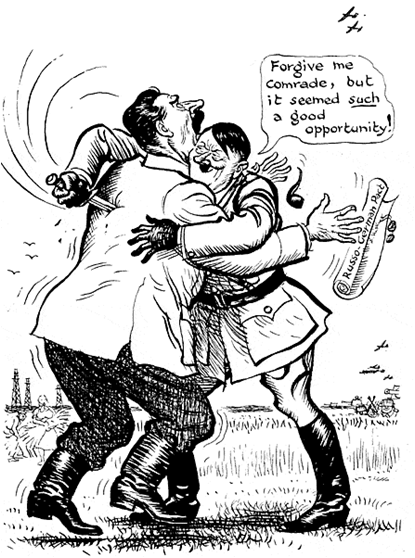 Forgive me
comrade, but
it seemed such
a good
opportunity!
Russo-German Pact